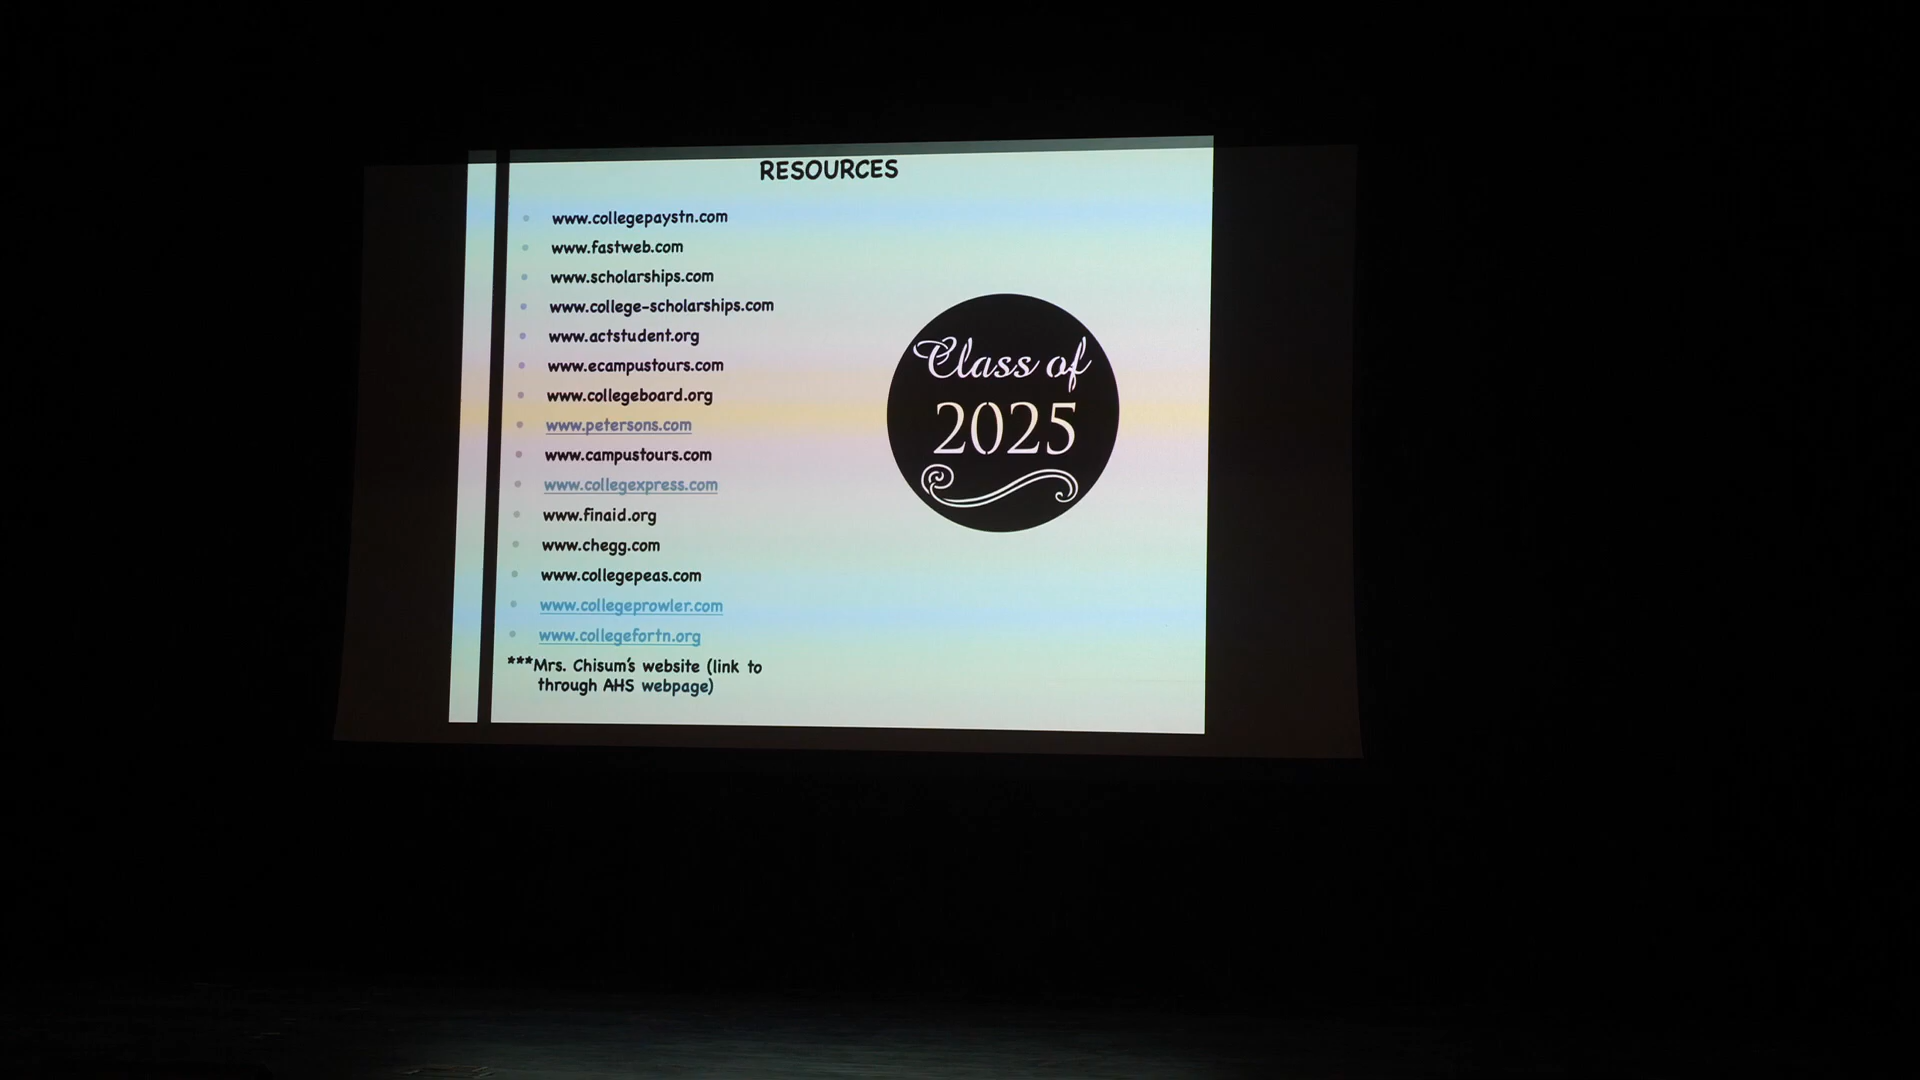 RESOURCES
www.collegepaystn.com
www.fastweb.com
www.scholarships.com
www.college-scholarships.com
www.actstudent.org
www.ecampustours.com
www.collegeboard.org
www.petersons.com
www.campustours.com
www.collegexpress.com
www.finaid.org
www.chegg.com
www.collegepeas.com
www.collegeprowler.com
www.collegefortn.org
***Mrs. Chisum's website (link to
through AHS webpage)
Class of
2025